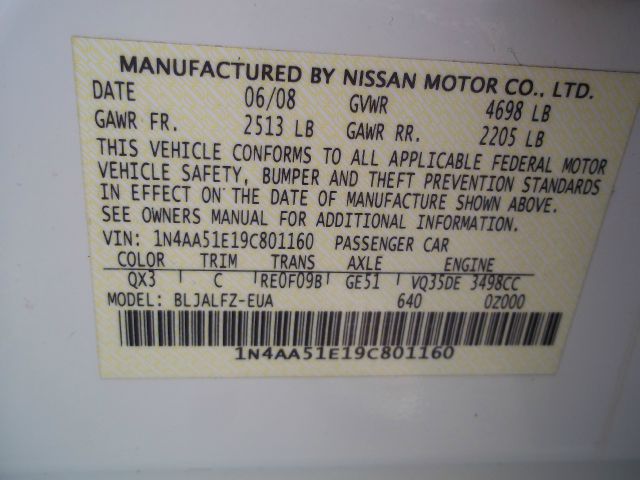 MANUFACTURED BY NISSAN MOTOR CO., LTD.
DATE 06/08 GVWR 4698 LB
GAWR FR. 2513 LB GAWR RR. 2205 LB
THIS VEHICLE CONFORMS TO ALL APPLICABLE FEDERAL MOTOR
VEHICLE SAFETY, BUMPER AND THEFT PREVENTION STANDARDS
IN EFFECT ON THE DATE OF MANUFACTURE SHOWN ABOVE.
SEE OWNERS MANUAL FOR ADDITIONAL INFORMATION.
VIN: 1N4AA51E19C801160 PASSENGER CAR
COLOR TRIM TRANS AXLE ENGINE
QX3 C RE0F09B GE51 VQ35DE 3498CC
MODEL: BLJALFZ-EUA 640 0Z000
1N4AA51E19C801160